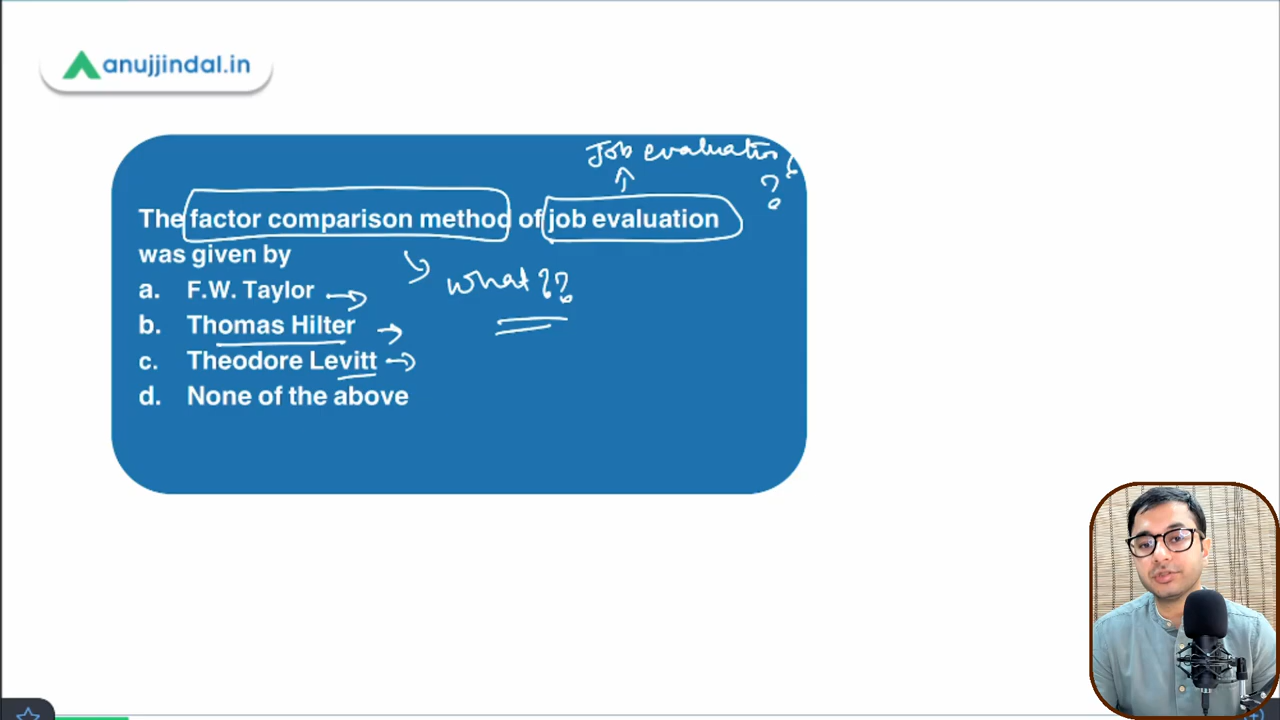 anujjindal.in
Job evaluation
?
The factor comparison method of job evaluation
was given by
what ??
a. F.W. Taylor
b. Thomas Hilter
c. Theodore Levitt
d. None of the above